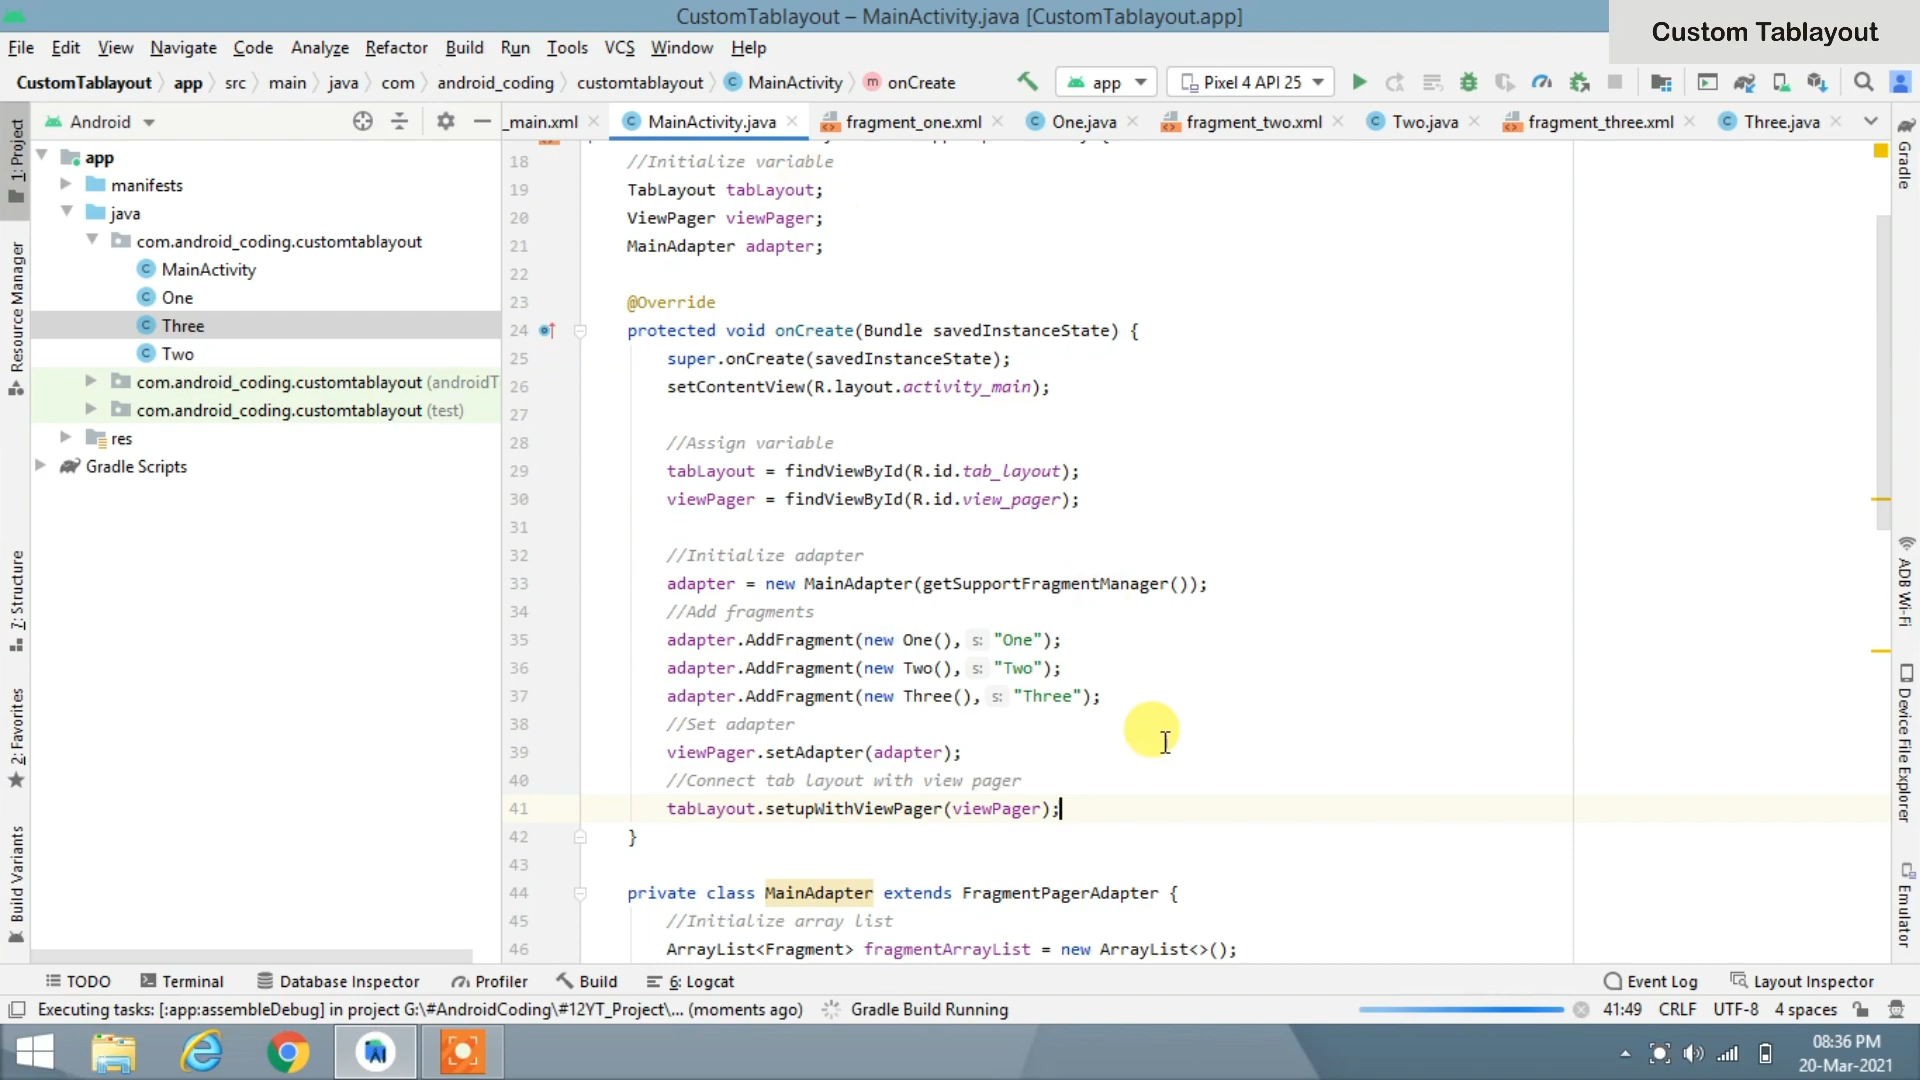 CustomTablayout – MainActivity.java [CustomTablayout.app]
Custom Tablayout
File Edit View Navigate Code Analyze Refactor Build Run Tools VCS Window Help
CustomTablayout app src main java com android_coding customtablayout MainActivity onCreate
app
Pixel 4 API 25
Android
_main.xml MainActivity.java fragment_one.xml One.java fragment_two.xml Two.java fragment_three.xml Three.java
1: Project
Resource Manager
7: Structure
2: Favorites
Build Variants
app
manifests
java
com.android_coding.customtablayout
MainActivity
One
Three
Two
com.android_coding.customtablayout (androidT
com.android_coding.customtablayout (test)
res
Gradle Scripts
18 //Initialize variable
19 TabLayout tabLayout;
20 ViewPager viewPager;
21 MainAdapter adapter;
22
23 @Override
24 protected void onCreate(Bundle savedInstanceState) {
25 super.onCreate(savedInstanceState);
26 setContentView(R.layout.activity_main);
27
28 //Assign variable
29 tabLayout = findViewById(R.id.tab_layout);
30 viewPager = findViewById(R.id.view_pager);
31
32 //Initialize adapter
33 adapter = new MainAdapter(getSupportFragmentManager());
34 //Add fragments
35 adapter.AddFragment(new One(), s: "One");
36 adapter.AddFragment(new Two(), s: "Two");
37 adapter.AddFragment(new Three(), s: "Three");
38 //Set adapter
39 viewPager.setAdapter(adapter);
40 //Connect tab layout with view pager
41 tabLayout.setupWithViewPager(viewPager);
42 }
43
44 private class MainAdapter extends FragmentPagerAdapter {
45 //Initialize array list
46 ArrayList<Fragment> fragmentArrayList = new ArrayList<>();
Gradle
ADB Wi-Fi
Device File Explorer
Emulator
TODO Terminal Database Inspector Profiler Build 6: Logcat Event Log Layout Inspector
Executing tasks: [:app:assembleDebug] in project G:\#AndroidCoding\#12YT_Project\... (moments ago) Gradle Build Running 41:49 CRLF UTF-8 4 spaces
08:36 PM
20-Mar-2021